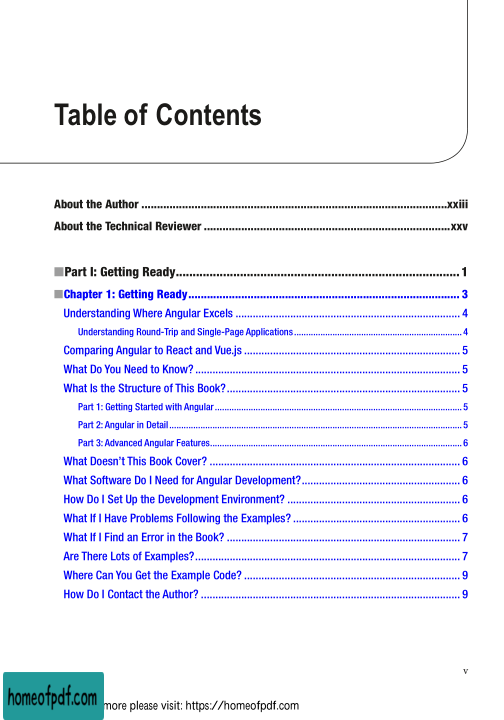 Table of Contents
About the Author ....................................................................................................xxiii
About the Technical Reviewer .................................................................................xxv
■Part I: Getting Ready.....................................................................................1
■Chapter 1: Getting Ready..........................................................................................3
Understanding Where Angular Excels .............................................................................. 4
Understanding Round-Trip and Single-Page Applications..................................................................... 4
Comparing Angular to React and Vue.js ........................................................................... 5
What Do You Need to Know?............................................................................................ 5
What Is the Structure of This Book?................................................................................. 5
Part 1: Getting Started with Angular..................................................................................................... 5
Part 2: Angular in Detail........................................................................................................................ 5
Part 3: Advanced Angular Features....................................................................................................... 6
What Doesn’t This Book Cover? ....................................................................................... 6
What Software Do I Need for Angular Development?....................................................... 6
How Do I Set Up the Development Environment? ............................................................ 6
What If I Have Problems Following the Examples? .......................................................... 6
What If I Find an Error in the Book? ................................................................................. 7
Are There Lots of Examples?............................................................................................ 7
Where Can You Get the Example Code? ........................................................................... 9
How Do I Contact the Author? .......................................................................................... 9
v
homeofpdf.com
more please visit: https://homeofpdf.com